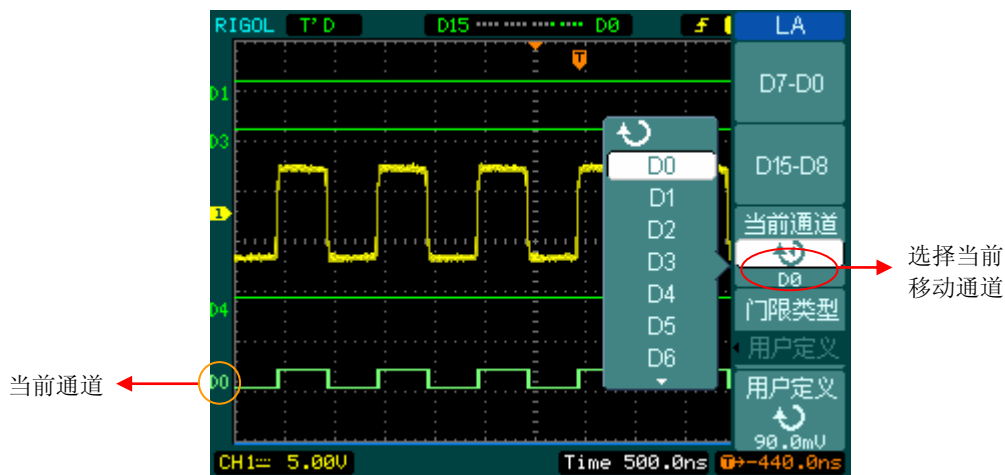 RIGOL T'D D15 D0 LA
D7-D0
D15-D8
当前通道
D0
门限类型
用户定义
用户定义
90.0mV
D1
D3
1
D4
D0
T
D0
D1
D2
D3
D4
D5
D6
选择当前
移动通道
当前通道
CH1 5.00V Time 500.0ns T→-440.0ns